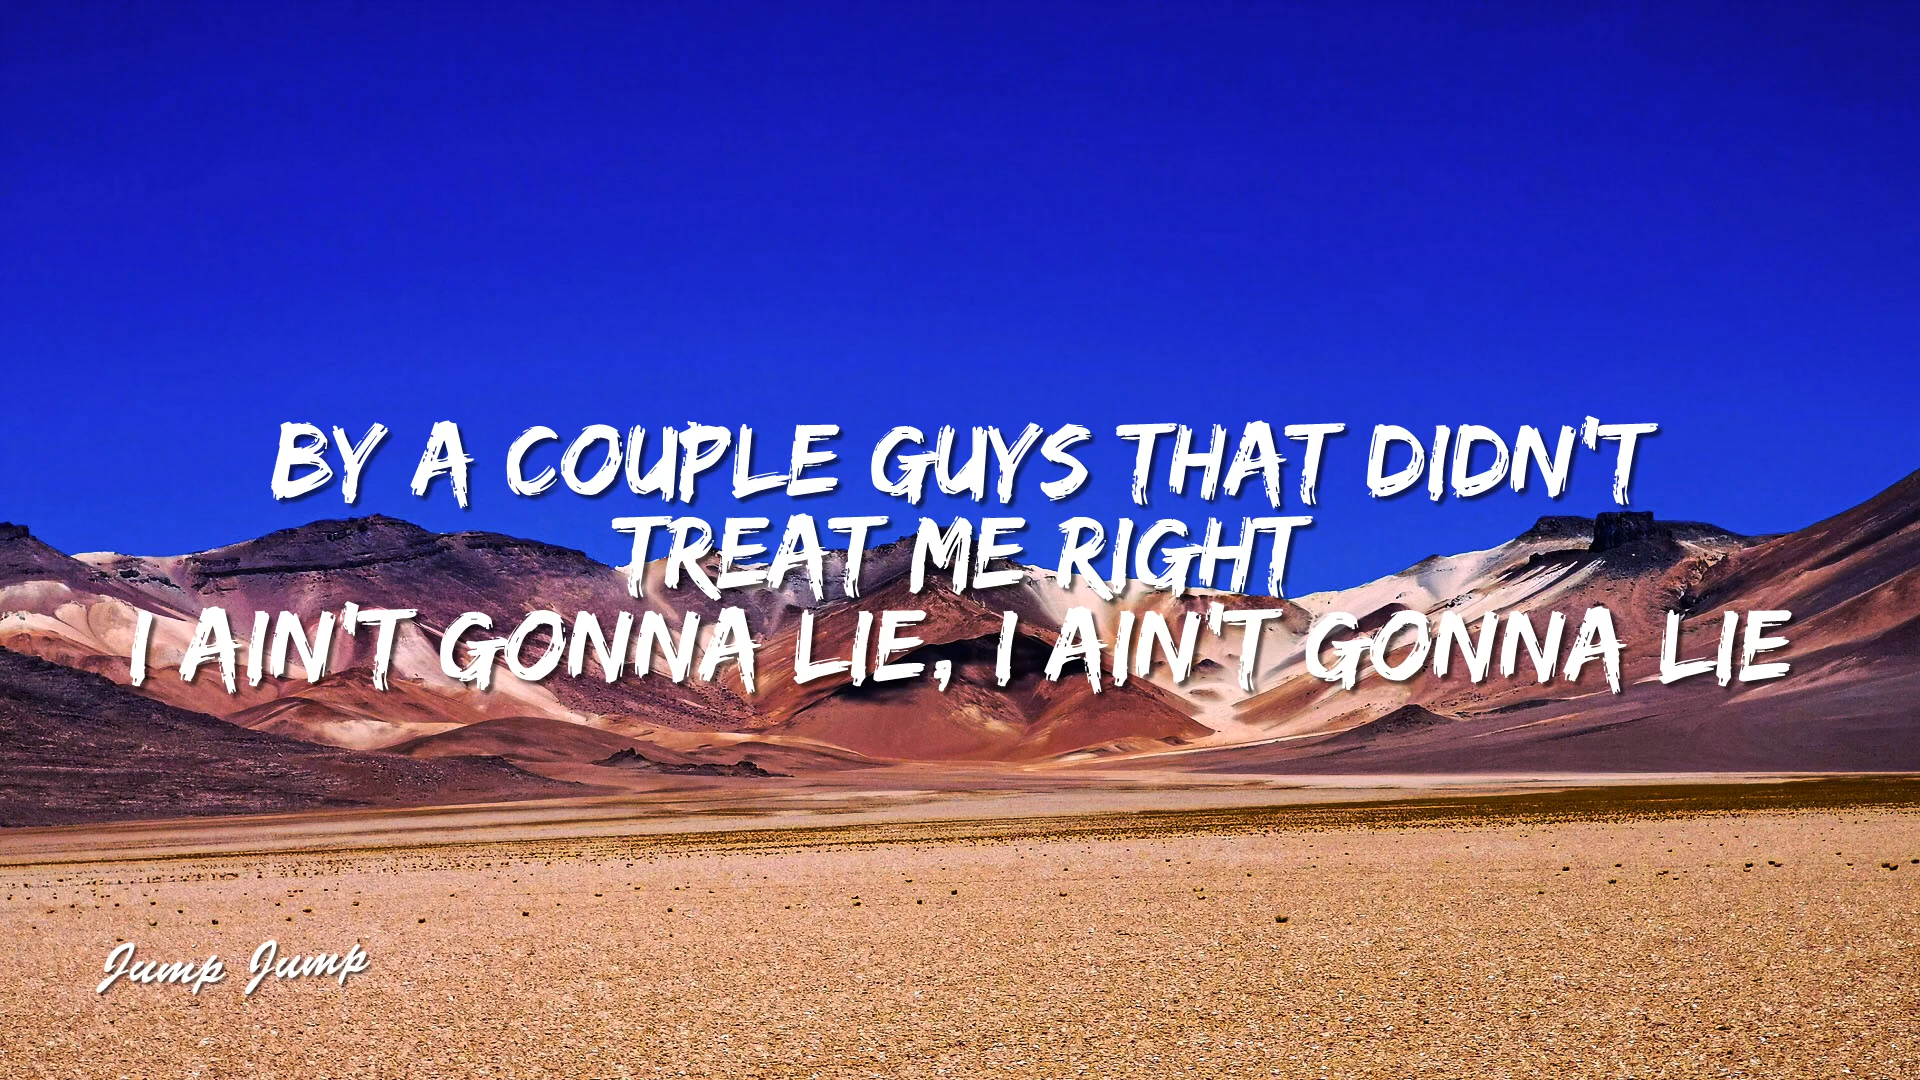 BY A COUPLE GUYS THAT DIDN'T
TREAT ME RIGHT
I AIN'T GONNA LIE, I AIN'T GONNA LIE
Jump Jump